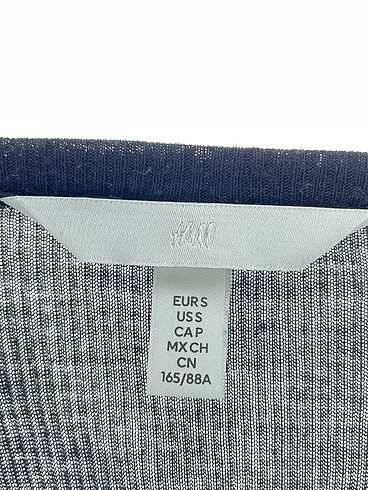 H&M
EUR S
US S
CA P
MX CH
CN
165/88A